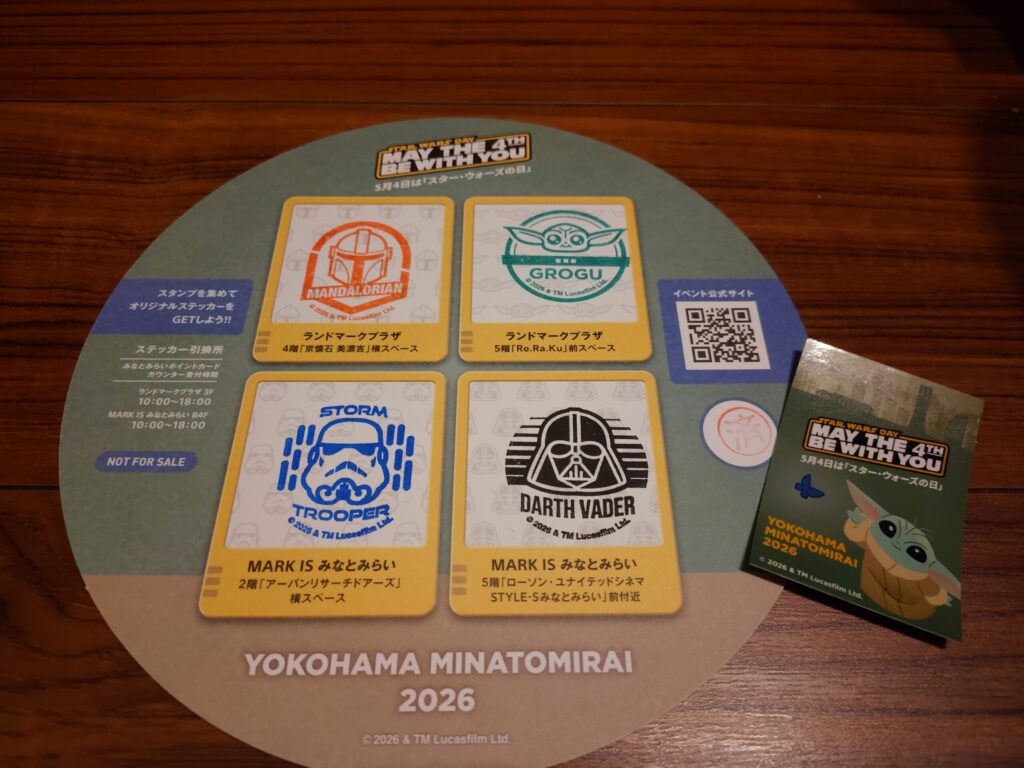 STAR WARS DAY
MAY THE 4TH
BE WITH YOU
5月4日は「スター・ウォーズの日」
MANDALORIAN
© 2026 & TM Lucasfilm Ltd.
ランドマークプラザ
4階「京懐石 美濃吉」横スペース
GROGU
© 2026 & TM Lucasfilm Ltd.
ランドマークプラザ
5階「Re.Ra.Ku」前スペース
スタンプを集めて
オリジナルステッカーを
GETしよう!!
ステッカー引換所
みなとみらいポイントカード
カウンター受付時間
ランドマークプラザ 3F
10:00~18:00
MARK IS みなとみらい B4F
10:00~18:00
NOT FOR SALE
イベント公式サイト
済
STORM
TROOPER
© 2026 & TM Lucasfilm Ltd.
MARK IS みなとみらい
2階「アーバンリサーチドアーズ」
横スペース
DARTH VADER
© 2026 & TM Lucasfilm Ltd.
MARK IS みなとみらい
5階「ローソン・ユナイテッドシネマ
STYLE-Sみなとみらい」前付近
YOKOHAMA MINATOMIRAI
2026
© 2026 & TM Lucasfilm Ltd.
STAR WARS DAY
MAY THE 4TH
BE WITH YOU
5月4日は「スター・ウォーズの日」
YOKOHAMA
MINATOMIRAI
2026
© 2026 & TM Lucasfilm Ltd.